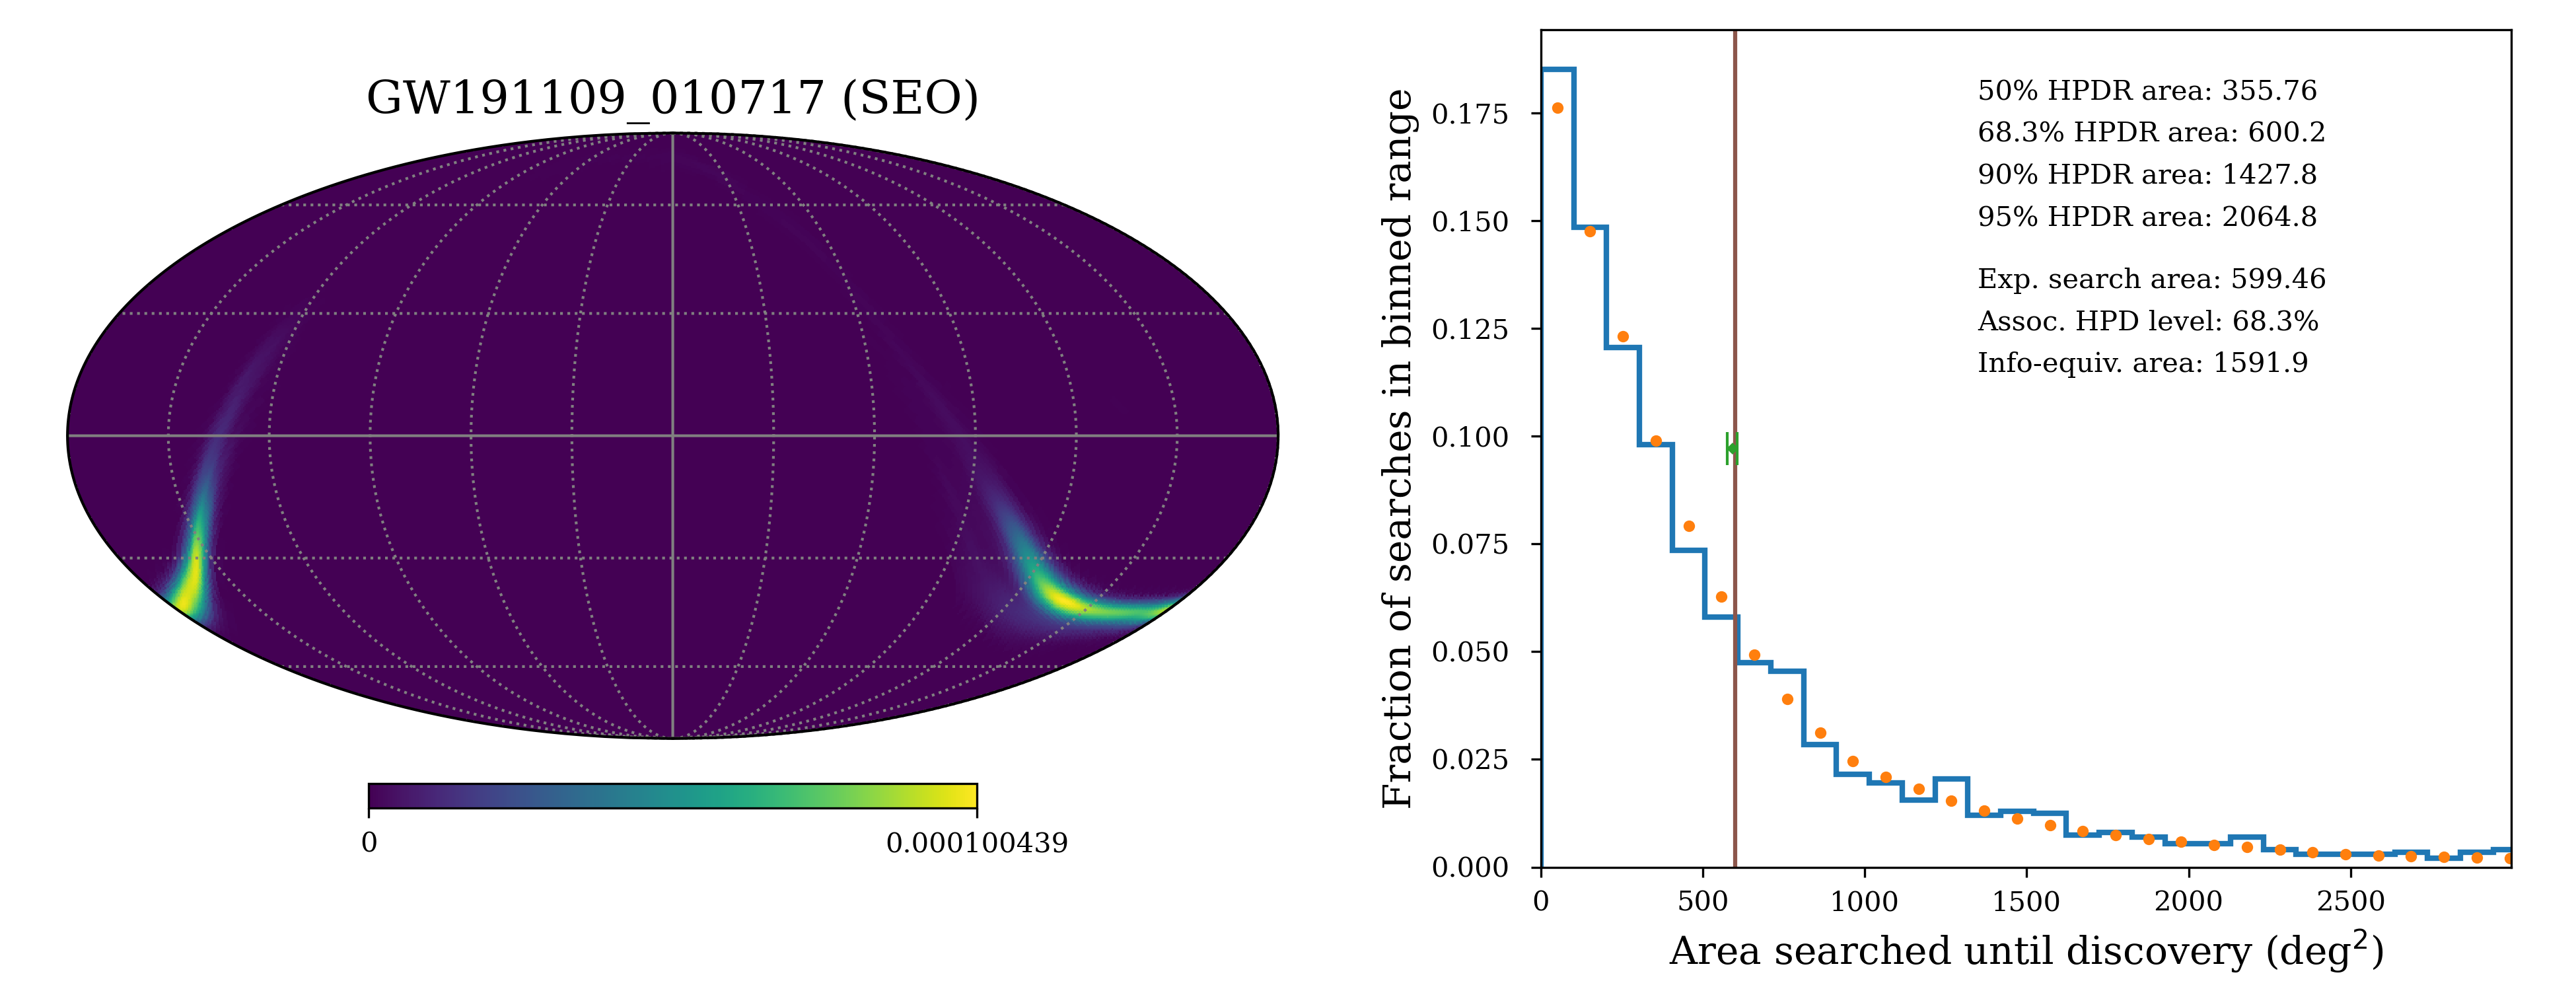 GW191109_010717 (SEO)
0
0.000100439
Fraction of searches in binned range
0.175
0.150
0.125
0.100
0.075
0.050
0.025
0.000
50% HPDR area: 355.76
68.3% HPDR area: 600.2
90% HPDR area: 1427.8
95% HPDR area: 2064.8
Exp. search area: 599.46
Assoc. HPD level: 68.3%
Info-equiv. area: 1591.9
0
500
1000
1500
2000
2500
Area searched until discovery (deg²)